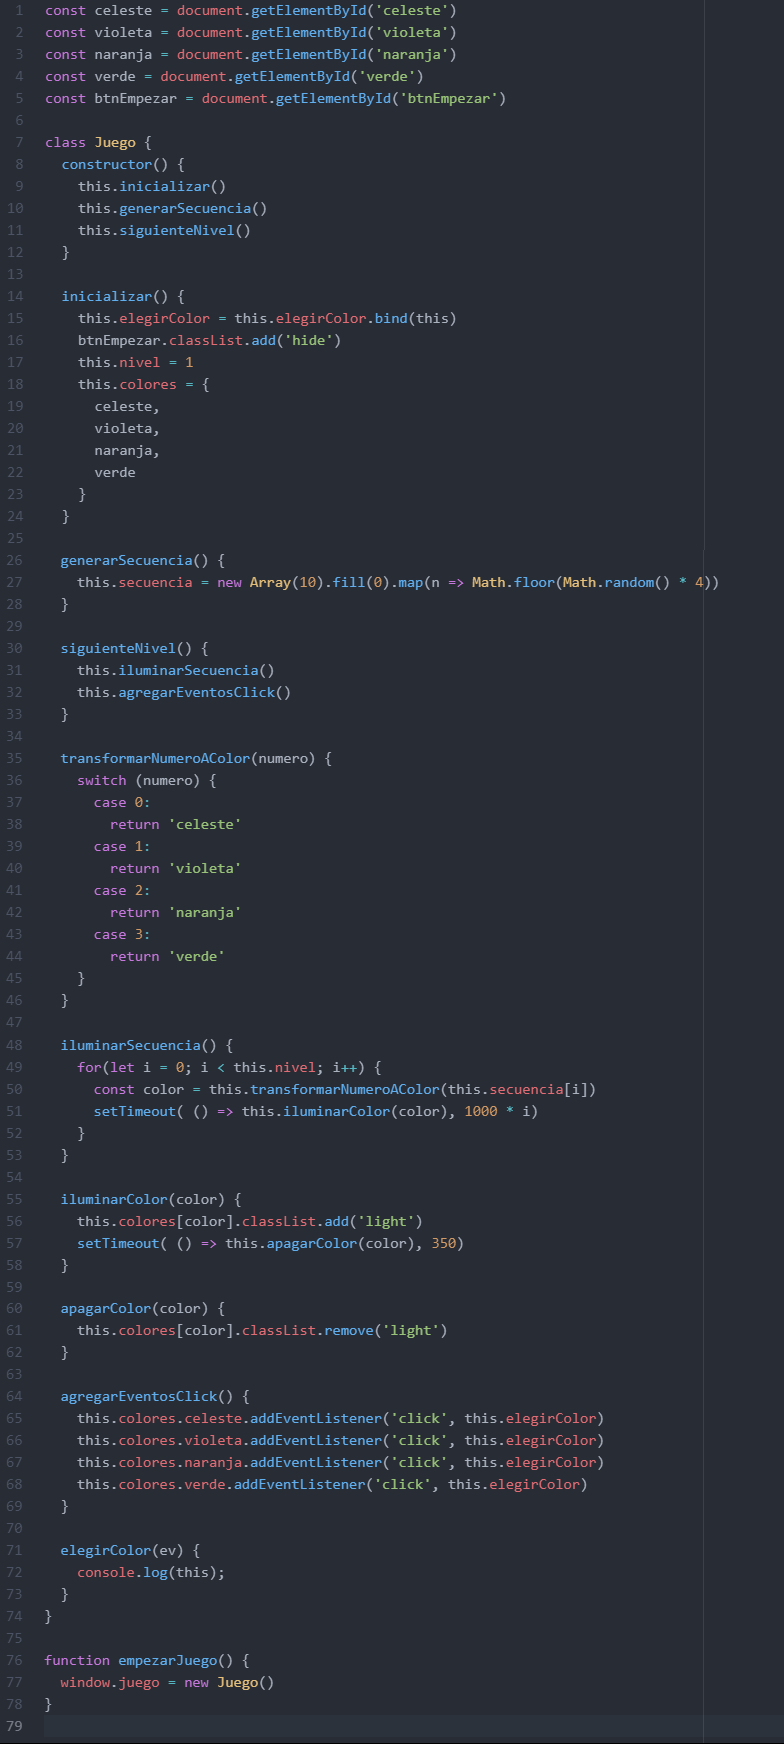 1 const celeste = document.getElementById('celeste')
2 const violeta = document.getElementById('violeta')
3 const naranja = document.getElementById('naranja')
4 const verde = document.getElementById('verde')
5 const btnEmpezar = document.getElementById('btnEmpezar')
6
7 class Juego {
8   constructor() {
9     this.inicializar()
10     this.generarSecuencia()
11     this.siguienteNivel()
12   }
13
14   inicializar() {
15     this.elegirColor = this.elegirColor.bind(this)
16     btnEmpezar.classList.add('hide')
17     this.nivel = 1
18     this.colores = {
19       celeste,
20       violeta,
21       naranja,
22       verde
23     }
24   }
25
26   generarSecuencia() {
27     this.secuencia = new Array(10).fill(0).map(n => Math.floor(Math.random() * 4))
28   }
29
30   siguienteNivel() {
31     this.iluminarSecuencia()
32     this.agregarEventosClick()
33   }
34
35   transformarNumeroAColor(numero) {
36     switch (numero) {
37       case 0:
38         return 'celeste'
39       case 1:
40         return 'violeta'
41       case 2:
42         return 'naranja'
43       case 3:
44         return 'verde'
45     }
46   }
47
48   iluminarSecuencia() {
49     for(let i = 0; i < this.nivel; i++) {
50       const color = this.transformarNumeroAColor(this.secuencia[i])
51       setTimeout( () => this.iluminarColor(color), 1000 * i)
52     }
53   }
54
55   iluminarColor(color) {
56     this.colores[color].classList.add('light')
57     setTimeout( () => this.apagarColor(color), 350)
58   }
59
60   apagarColor(color) {
61     this.colores[color].classList.remove('light')
62   }
63
64   agregarEventosClick() {
65     this.colores.celeste.addEventListener('click', this.elegirColor)
66     this.colores.violeta.addEventListener('click', this.elegirColor)
67     this.colores.naranja.addEventListener('click', this.elegirColor)
68     this.colores.verde.addEventListener('click', this.elegirColor)
69   }
70
71   elegirColor(ev) {
72     console.log(this);
73   }
74 }
75
76 function empezarJuego() {
77   window.juego = new Juego()
78 }
79